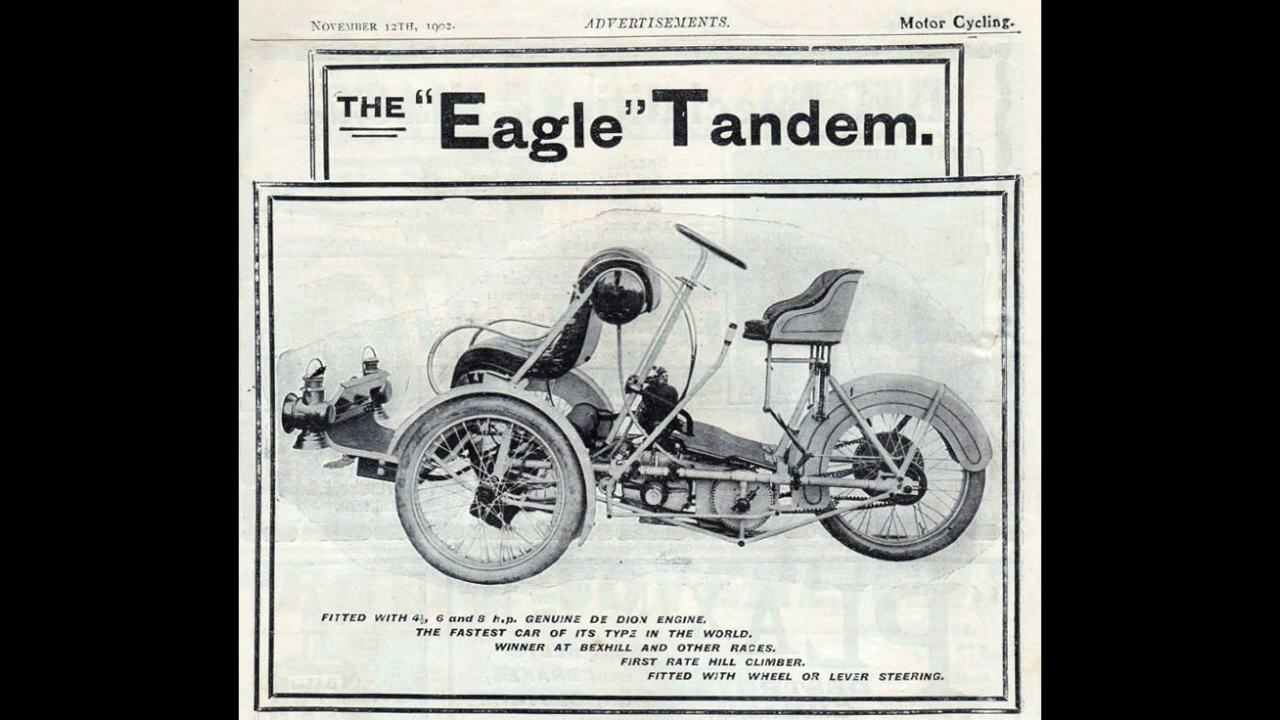 NOVEMBER 12TH, 1902. ADVERTISEMENTS. Motor Cycling.
THE "Eagle" Tandem.
FITTED WITH 4½, 6 and 8 h.p. GENUINE DE DION ENGINE.
THE FASTEST CAR OF ITS TYPE IN THE WORLD.
WINNER AT BEXHILL AND OTHER RACES.
FIRST RATE HILL CLIMBER.
FITTED WITH WHEEL OR LEVER STEERING.